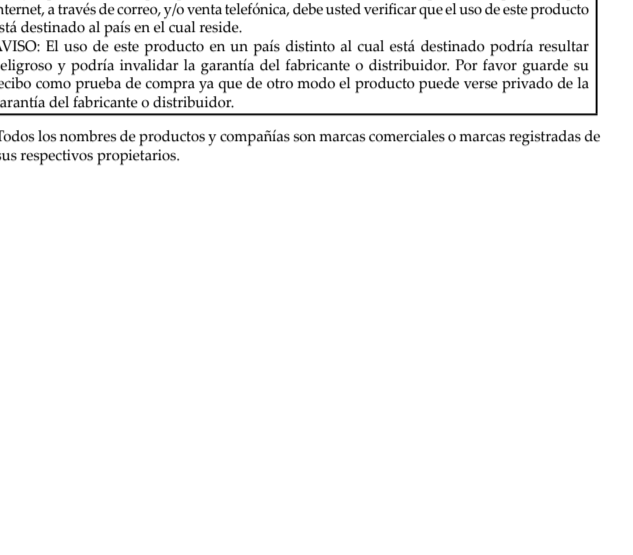 nternet, a través de correo, y/o venta telefónica, debe usted verificar que el uso de este producto
stá destinado al país en el cual reside.
AVISO: El uso de este producto en un país distinto al cual está destinado podría resultar
eligroso y podría invalidar la garantía del fabricante o distribuidor. Por favor guarde su
ecibo como prueba de compra ya que de otro modo el producto puede verse privado de la
arantía del fabricante o distribuidor.
Todos los nombres de productos y compañías son marcas comerciales o marcas registradas de
sus respectivos propietarios.